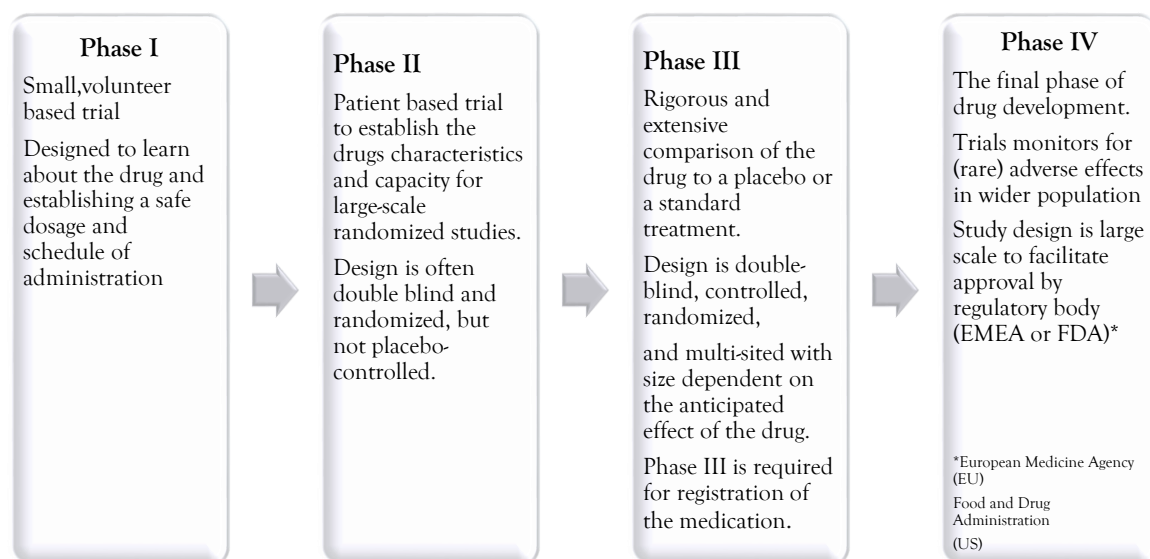 Phase I
Small,volunteer
based trial
Designed to learn
about the drug and
establishing a safe
dosage and
schedule of
administration
Phase II
Patient based trial
to establish the
drugs characteristics
and capacity for
large-scale
randomized studies.
Design is often
double blind and
randomized, but
not placebo-
controlled.
Phase III
Rigorous and
extensive
comparison of the
drug to a placebo or
a standard
treatment.
Design is double-
blind, controlled,
randomized,
and multi-sited with
size dependent on
the anticipated
effect of the drug.
Phase III is required
for registration of
the medication.
Phase IV
The final phase of
drug development.
Trials monitors for
(rare) adverse effects
in wider population
Study design is large
scale to facilitate
approval by
regulatory body
(EMEA or FDA)*
*European Medicine Agency
(EU)
Food and Drug
Administration
(US)